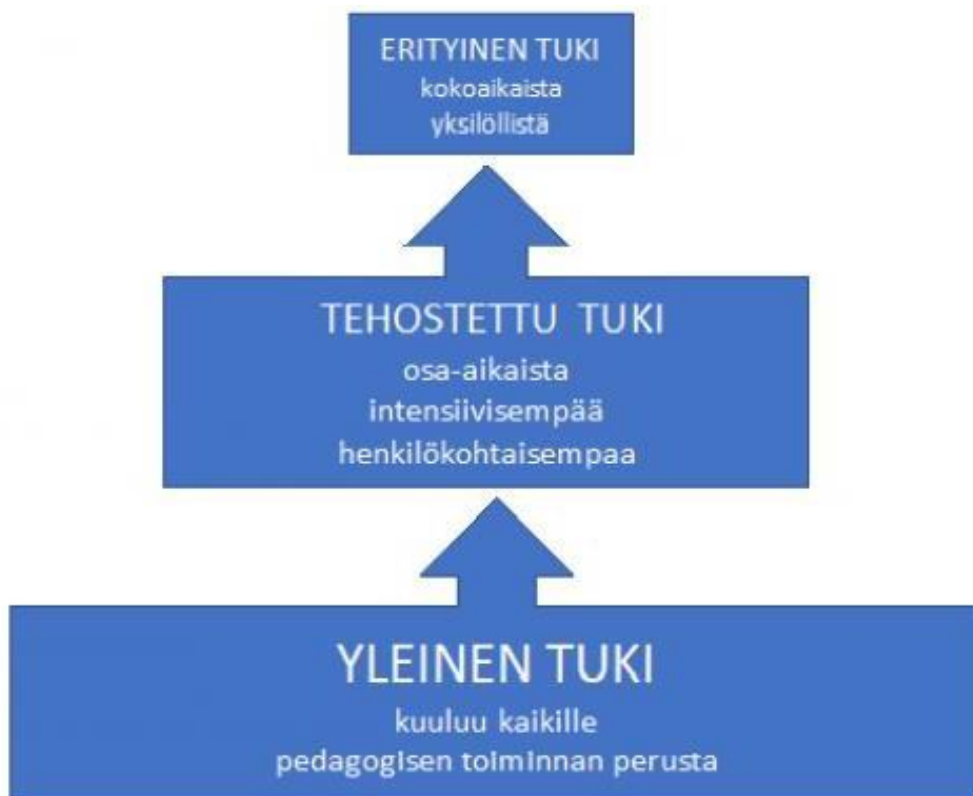 ERITYINEN TUKI
kokoaikaista
yksilöllistä
TEHOSTETTU TUKI
osa-aikaista
intensiivisempää
henkilökohtaisempaa
YLEINEN TUKI
kuuluu kaikille
pedagogisen toiminnan perusta